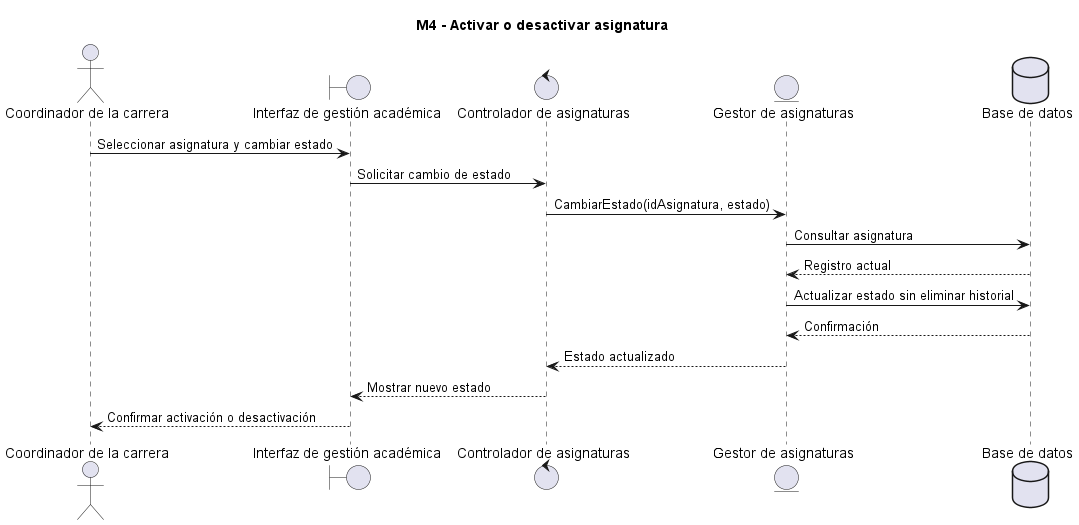 M4 - Activar o desactivar asignatura
Coordinador de la carrera
Interfaz de gestión académica
Controlador de asignaturas
Gestor de asignaturas
Base de datos
Seleccionar asignatura y cambiar estado
Solicitar cambio de estado
CambiarEstado(idAsignatura, estado)
Consultar asignatura
Registro actual
Actualizar estado sin eliminar historial
Confirmación
Estado actualizado
Mostrar nuevo estado
Confirmar activación o desactivación
Coordinador de la carrera
Interfaz de gestión académica
Controlador de asignaturas
Gestor de asignaturas
Base de datos